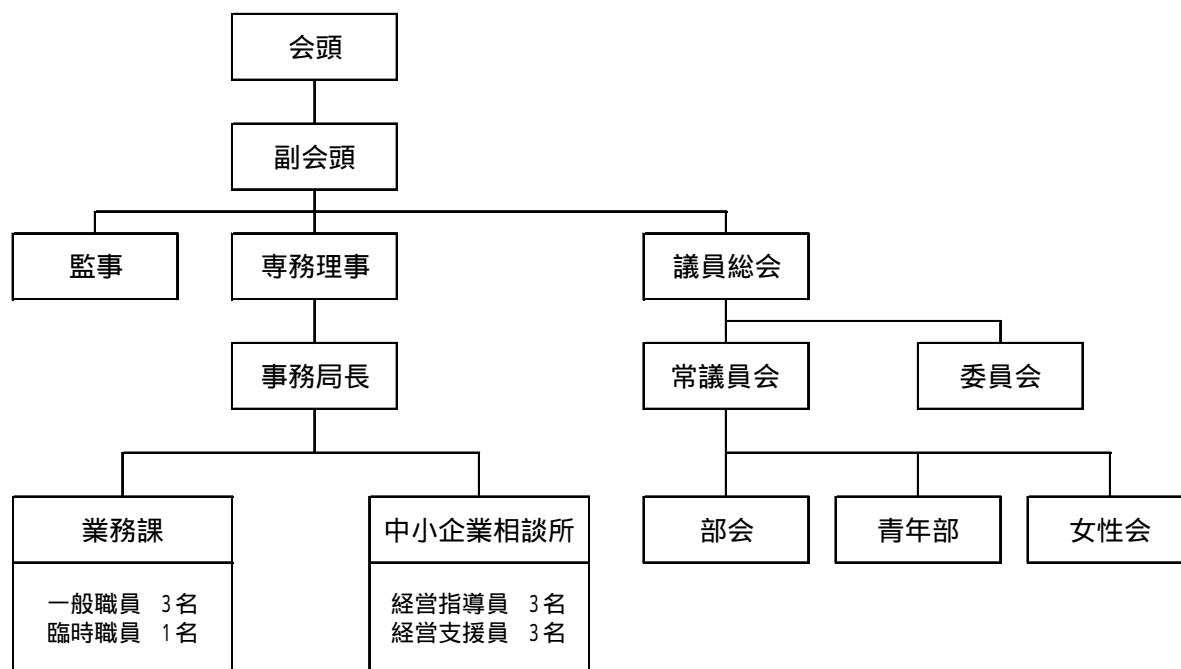 会頭
副会頭
監事
専務理事
議員総会
事務局長
常議員会
委員会
業務課
中小企業相談所
部会
青年部
女性会
一般職員 3名
臨時職員 1名
経営指導員 3名
経営支援員 3名